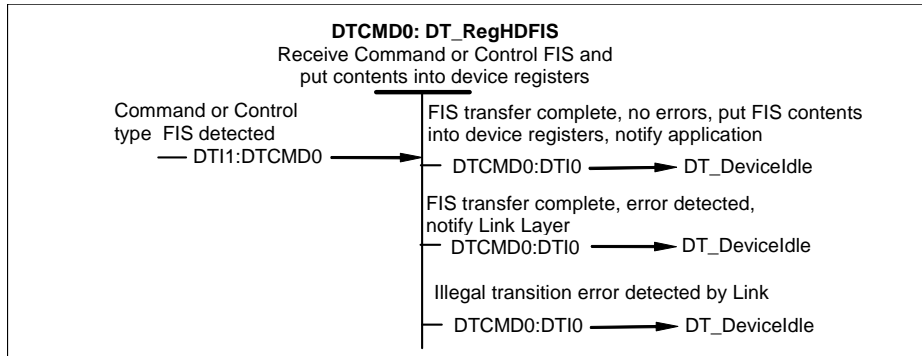 DTCMD0: DT_RegHDFIS
Receive Command or Control FIS and
put contents into device registers
Command or Control
type FIS detected
DTI1:DTCMD0
FIS transfer complete, no errors, put FIS contents
into device registers, notify application
DTCMD0:DTI0 DT_DeviceIdle
FIS transfer complete, error detected,
notify Link Layer
DTCMD0:DTI0 DT_DeviceIdle
Illegal transition error detected by Link
DTCMD0:DTI0 DT_DeviceIdle